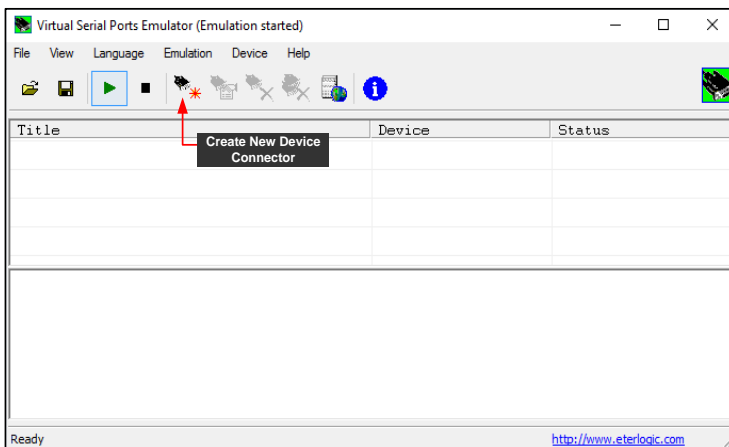 Virtual Serial Ports Emulator (Emulation started)
File View Language Emulation Device Help
Title Device Status
Create New Device
Connector
Ready http://www.eterlogic.com